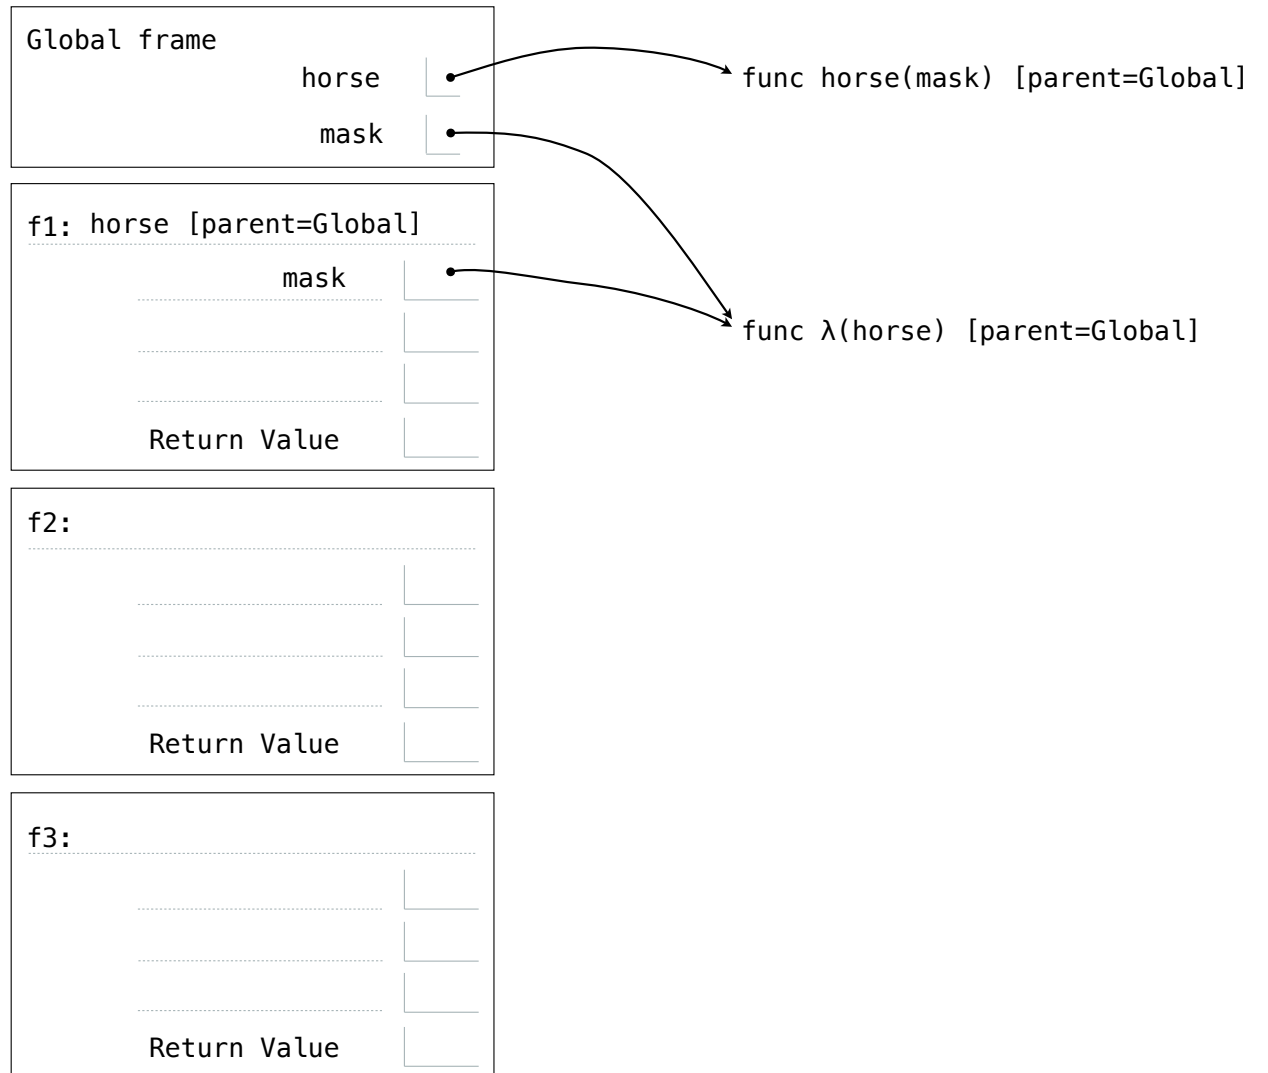 Global frame
horse
func horse(mask) [parent=Global]
mask
f1: horse [parent=Global]
mask
func λ(horse) [parent=Global]
Return Value
f2:
Return Value
f3:
Return Value